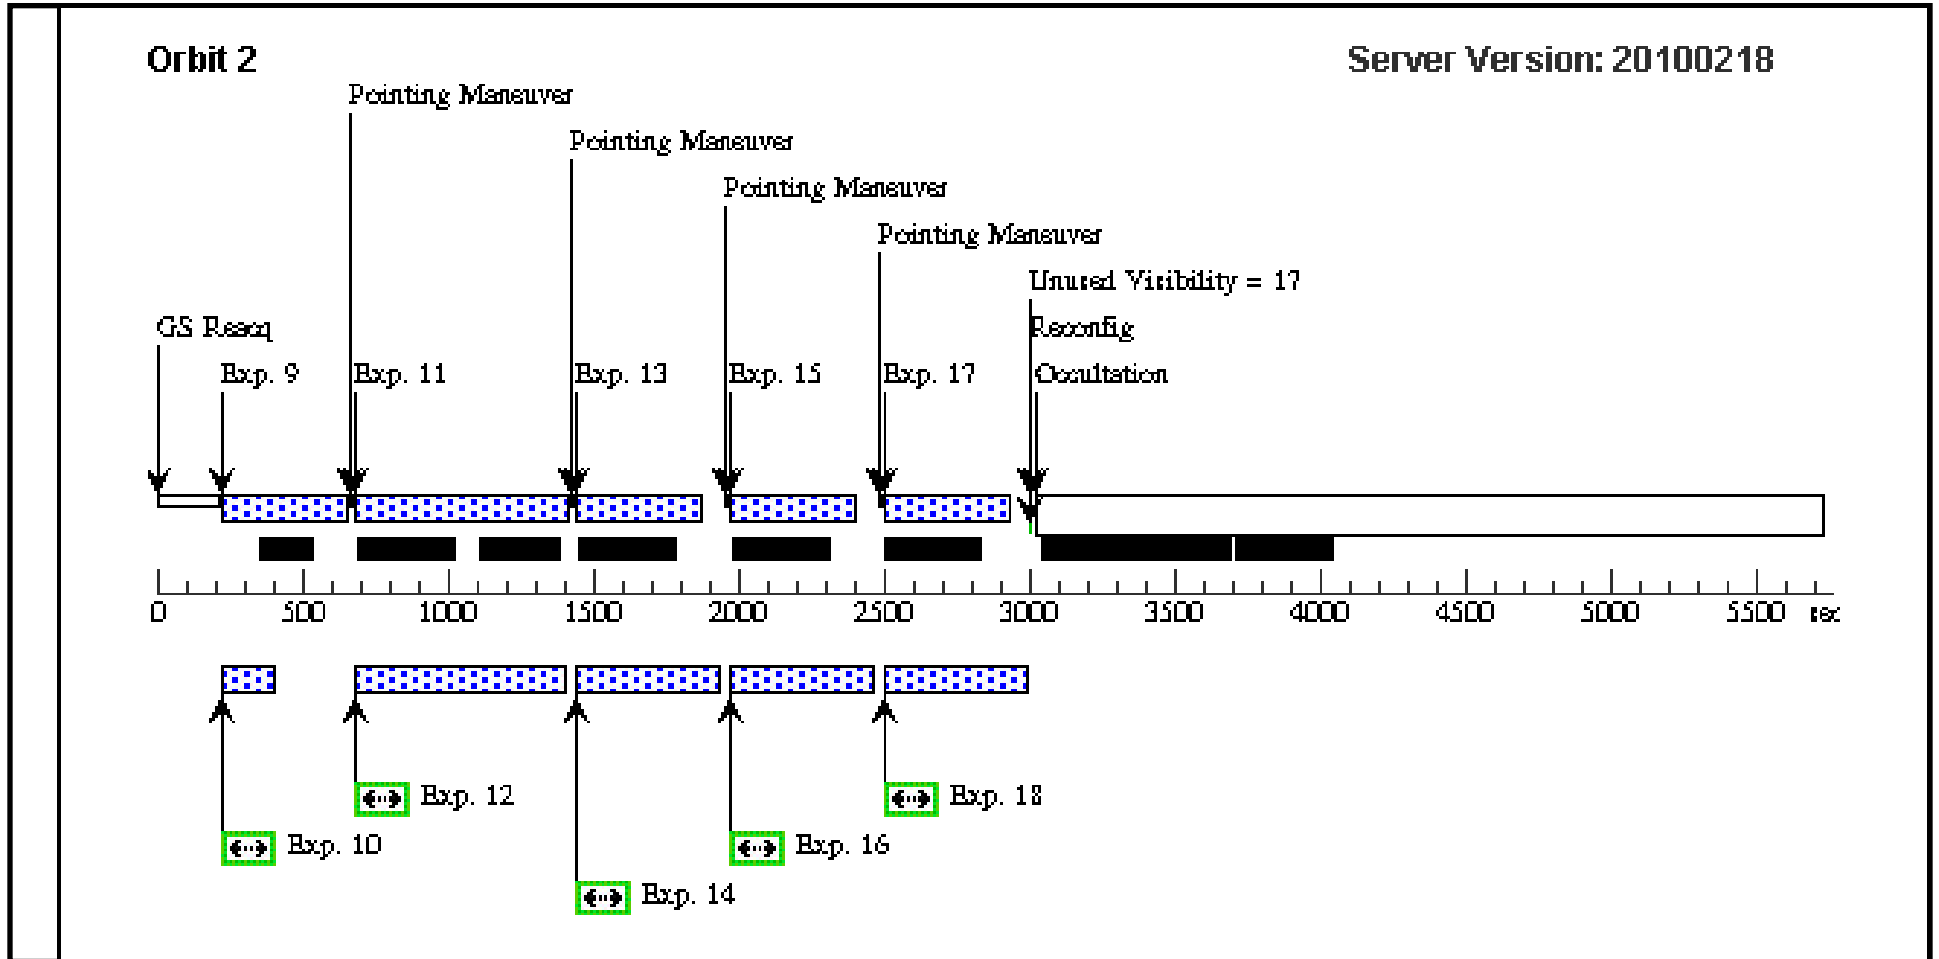 Orbit 2
Server Version: 20100218
Pointing Maneuver
Pointing Maneuver
Pointing Maneuver
Pointing Maneuver
Unused Visibility = 17
GS Reacq
Reconfig
Exp. 9
Exp. 11
Exp. 13
Exp. 15
Exp. 17
Occultation
0 500 1000 1500 2000 2500 3000 3500 4000 4500 5000 5500 sec
Exp. 12
Exp. 18
Exp. 10
Exp. 16
Exp. 14